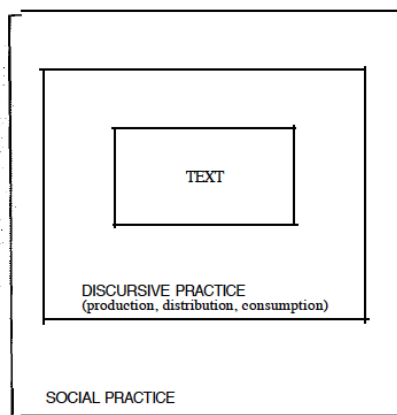 TEXT
DISCURSIVE PRACTICE
(production, distribution, consumption)
SOCIAL PRACTICE